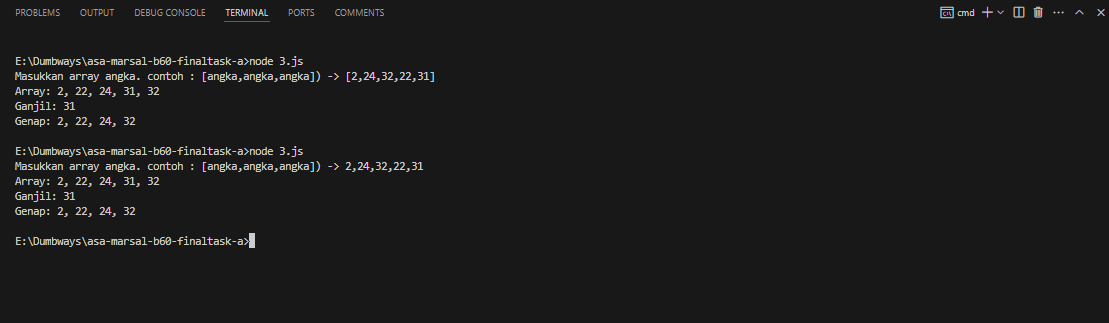 PROBLEMS OUTPUT DEBUG CONSOLE TERMINAL PORTS COMMENTS cmd
E:\Dumbways\asa-marsal-b60-finaltask-a>node 3.js
Masukkan array angka. contoh : [angka,angka,angka]) -> [2,24,32,22,31]
Array: 2, 22, 24, 31, 32
Ganjil: 31
Genap: 2, 22, 24, 32
E:\Dumbways\asa-marsal-b60-finaltask-a>node 3.js
Masukkan array angka. contoh : [angka,angka,angka]) -> 2,24,32,22,31
Array: 2, 22, 24, 31, 32
Ganjil: 31
Genap: 2, 22, 24, 32
E:\Dumbways\asa-marsal-b60-finaltask-a>